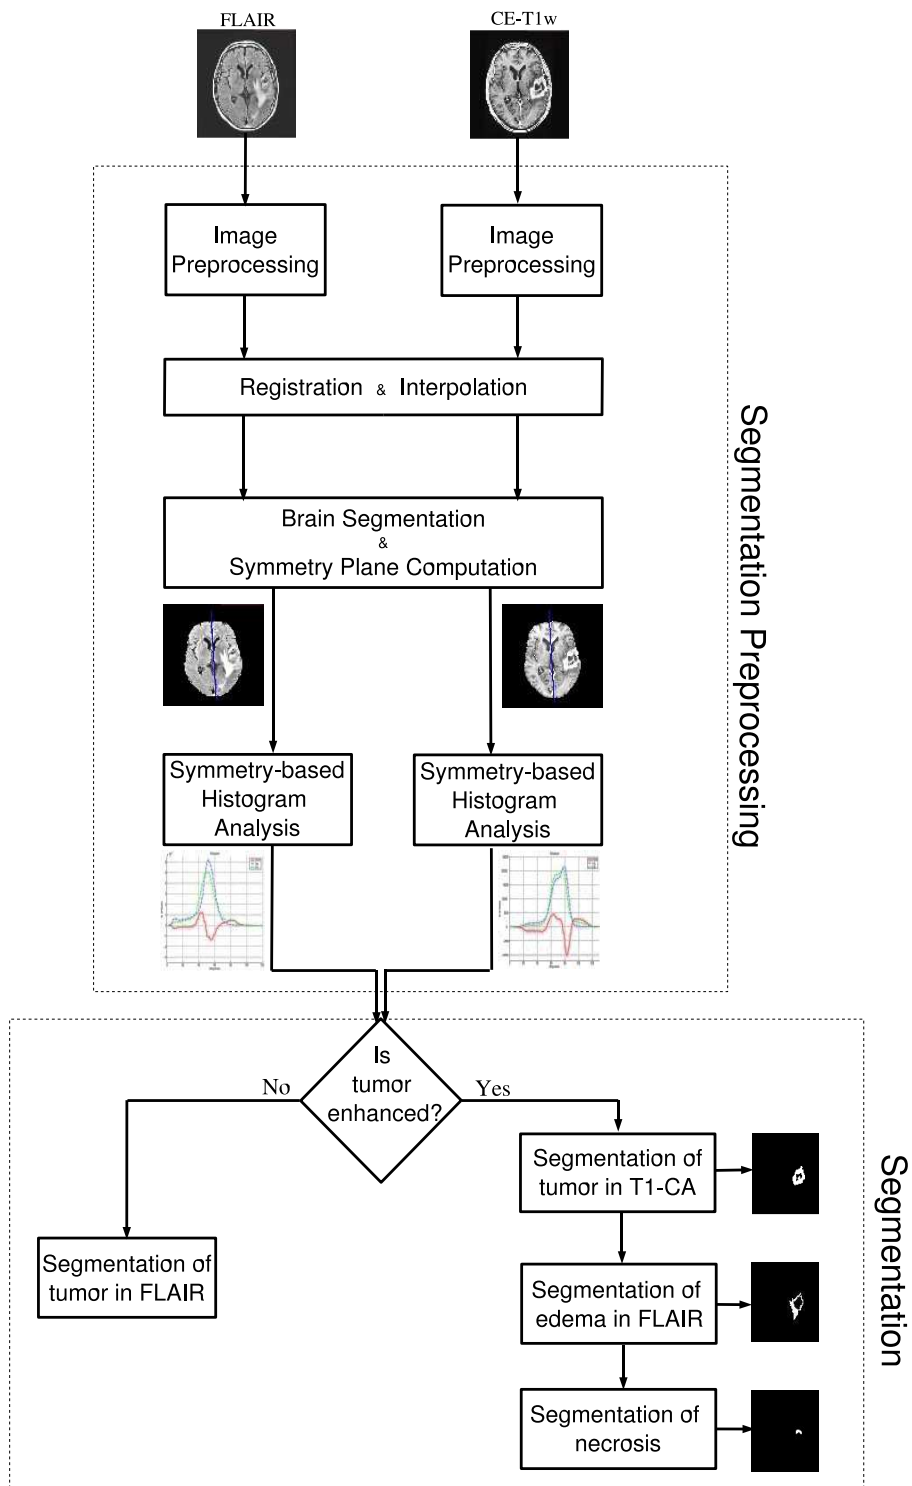 FLAIR
CE-T1w
Image
Preprocessing
Image
Preprocessing
Registration & Interpolation
Brain Segmentation
&
Symmetry Plane Computation
Symmetry-based
Histogram
Analysis
Symmetry-based
Histogram
Analysis
Segmentation Preprocessing
Is
tumor
enhanced?
No
Yes
Segmentation of
tumor in FLAIR
Segmentation of
tumor in T1-CA
Segmentation of
edema in FLAIR
Segmentation of
necrosis
Segmentation